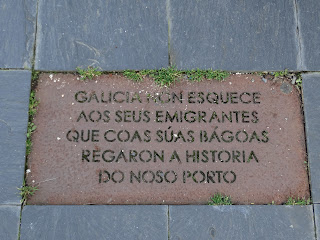 GALICIA NON ESQUECE
AOS SEUS EMIGRANTES
QUE COAS SÚAS BÁGOAS
REGARON A HISTORIA
DO NOSO PORTO